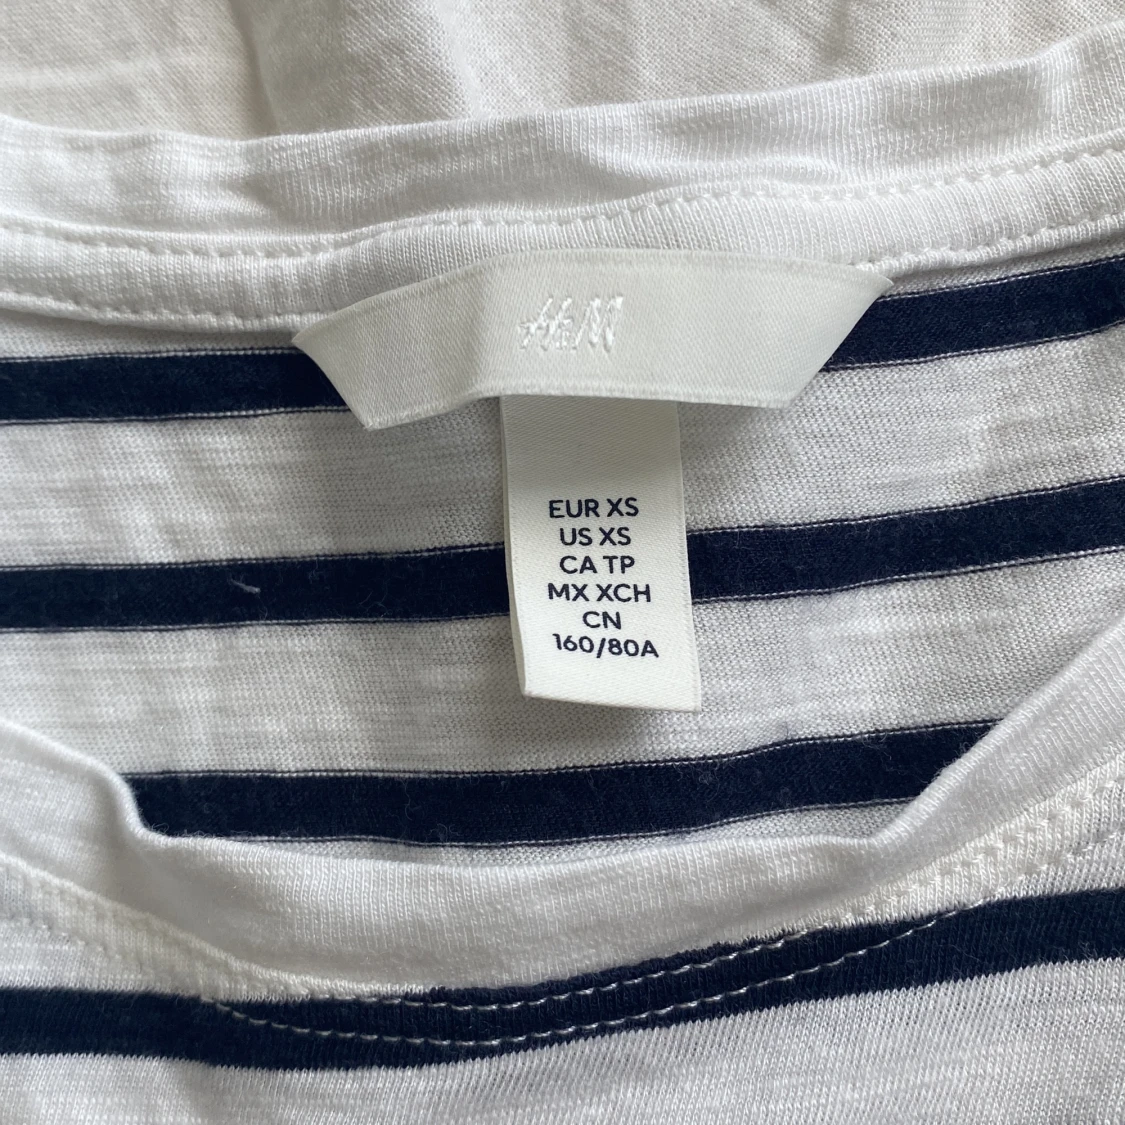 H&M
EUR XS
US XS
CA TP
MX XCH
CN
160/80A